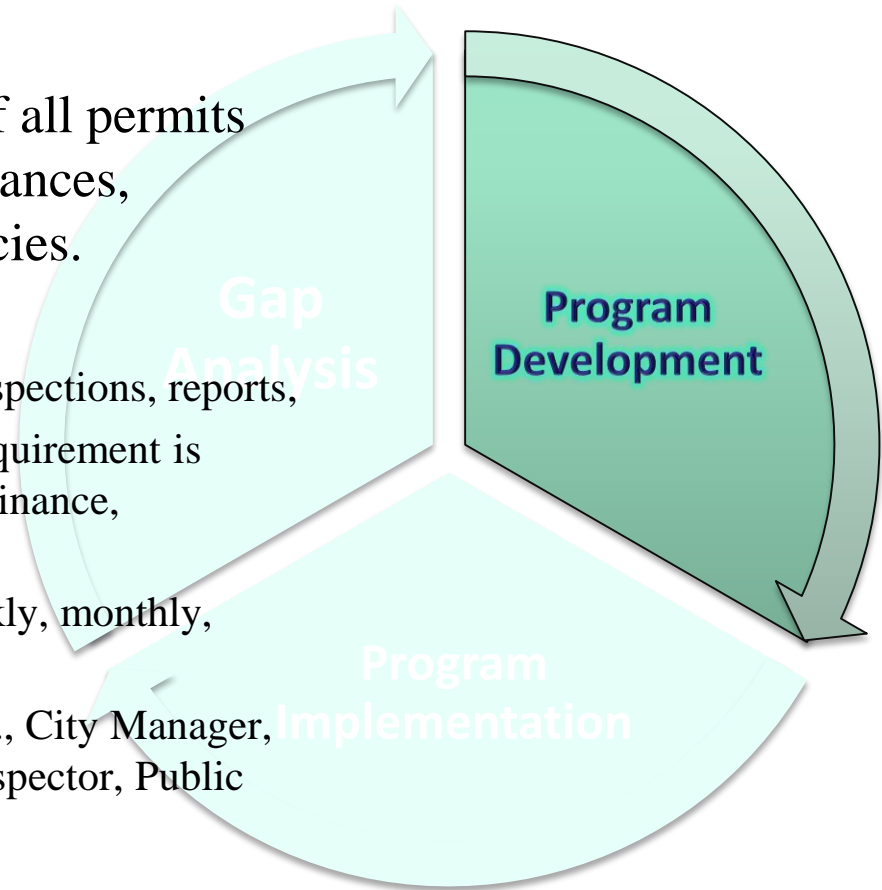 f all permits
ances,
cies.
spections, reports,
quirement is
inance,
kly, monthly,
., City Manager,
spector, Public
Gap
Analysis
Program
Development
Program
Implementation